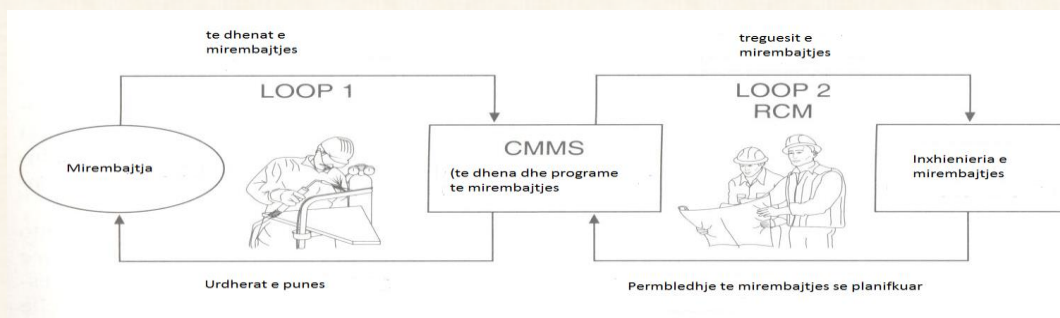 te dhenat e
mirembajtjes
treguesit e
mirembajtjes
LOOP 1
LOOP 2
RCM
Mirembajtja
CMMS
(te dhena dhe programe
te mirembajtjes
Inxhienieria e
mirembajtjes
Urdherat e punes
Permbledhje te mirembajtjes se planifkuar